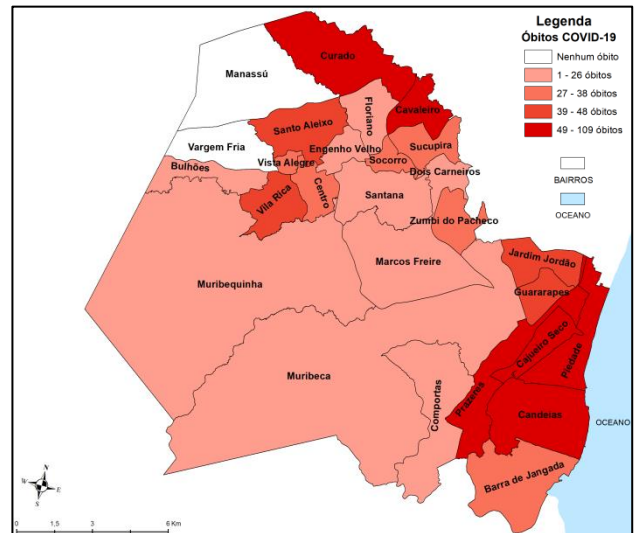 Legenda
Óbitos COVID-19
Nenhum óbito
1 - 26 óbitos
27 - 38 óbitos
39 - 48 óbitos
49 - 109 óbitos
BAIRROS
OCEANO
Curado
Manassú
Floriano
Cavaleiro
Santo Aleixo
Vargem Fria
Engenho Velho
Sucupira
Bulhões
Vista Alegre
Socorro
Dois Carneiros
Vila Rica
Centro
Santana
Zumbi do Pacheco
Marcos Freire
Jardim Jordão
Muribequinha
Guararapes
Cajueiro Seco
Piedade
Muribeca
Comportas
Prazeres
Candeias
OCEANO
Barra de Jangada
N
W E
S
0 1,5 3 6 Km